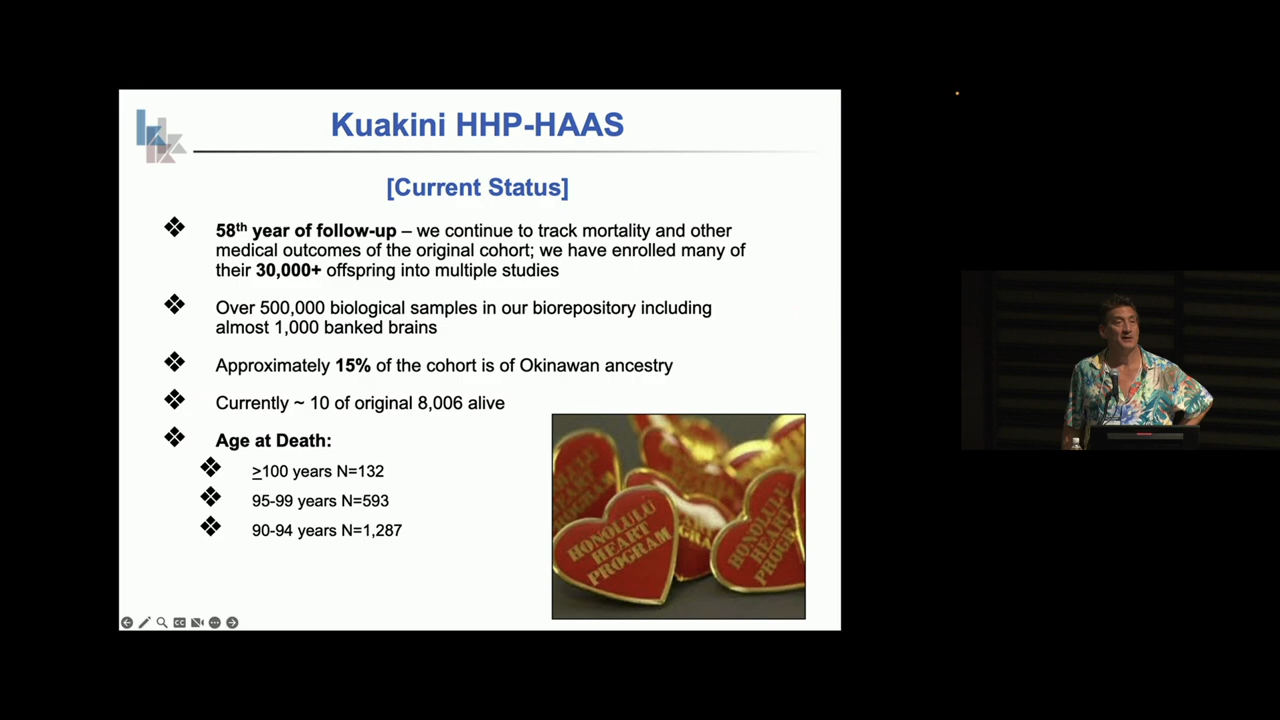 Kuakini HHP-HAAS
[Current Status]
❖ 58th year of follow-up – we continue to track mortality and other
medical outcomes of the original cohort; we have enrolled many of
their 30,000+ offspring into multiple studies
❖ Over 500,000 biological samples in our biorepository including
almost 1,000 banked brains
❖ Approximately 15% of the cohort is of Okinawan ancestry
❖ Currently ~ 10 of original 8,006 alive
❖ Age at Death:
❖ >100 years N=132
❖ 95-99 years N=593
❖ 90-94 years N=1,287
HONOLULU
HEART
PROGRAM
HONOLULU
HEART
PROGRAM